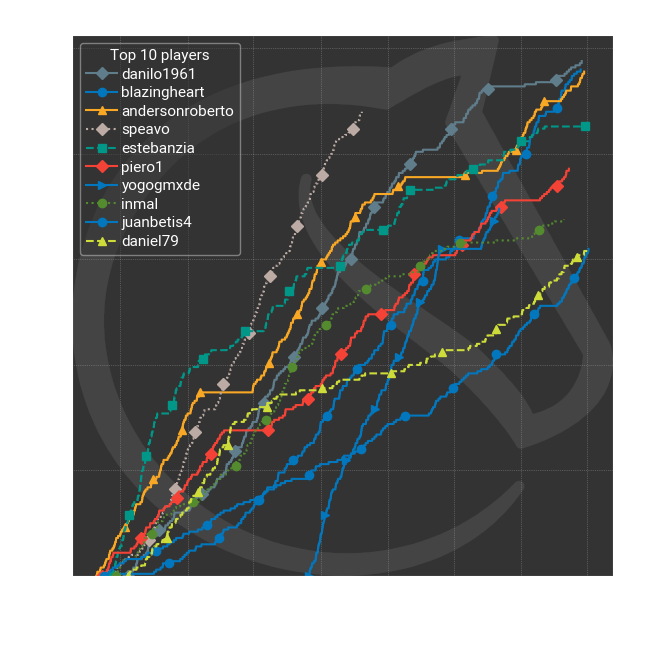 Top 10 players
danilo1961
blazingheart
andersonroberto
speavo
estebanzia
piero1
yogogmxde
inmal
juanbetis4
daniel79